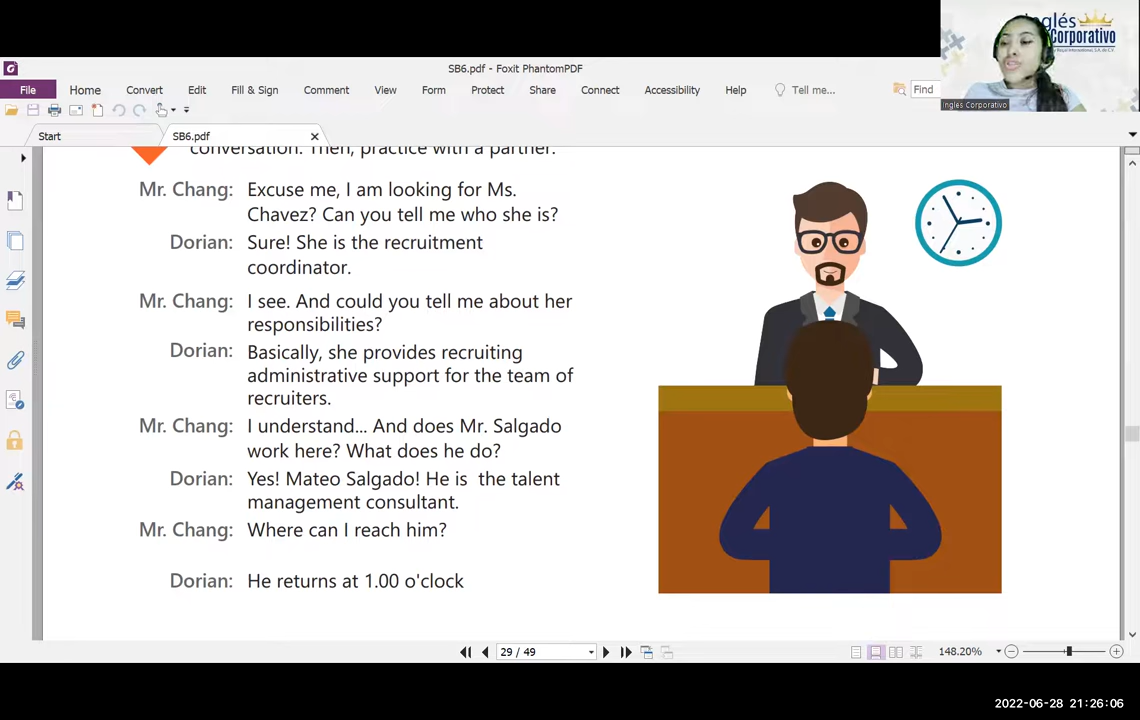 Inglés
Corporativo
SB6.pdf - Foxit PhantomPDF
File Home Convert Edit Fill & Sign Comment View Form Protect Share Connect Accessibility Help Tell me... Find
Inglés Corporativo
Start SB6.pdf
conversation. Then, practice with a partner.
Mr. Chang: Excuse me, I am looking for Ms.
Chavez? Can you tell me who she is?
Dorian: Sure! She is the recruitment
coordinator.
Mr. Chang: I see. And could you tell me about her
responsibilities?
Dorian: Basically, she provides recruiting
administrative support for the team of
recruiters.
Mr. Chang: I understand... And does Mr. Salgado
work here? What does he do?
Dorian: Yes! Mateo Salgado! He is the talent
management consultant.
Mr. Chang: Where can I reach him?
Dorian: He returns at 1.00 o'clock
29 / 49
148.20%
2022-06-28 21:26:06